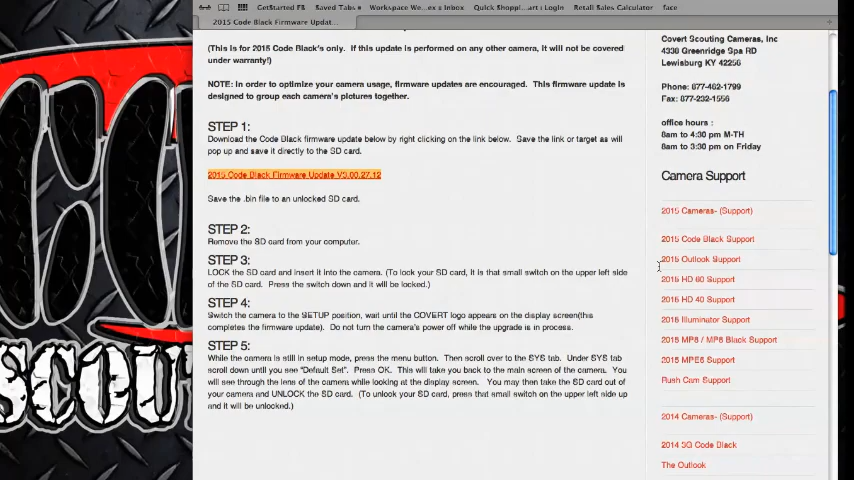 GetStarted FB
Saved Tabs
Workspace We...ex s Inbox
Quick Shoppi...art : Login
Retail Sales Calculator
face
2015 Code Black Firmware Updat...
(This is for 2015 Code Black's only. If this update is performed on any other camera, it will not be covered
under warranty!)
NOTE: In order to optimize your camera usage, firmware updates are encouraged. This firmware update is
designed to group each camera's pictures together.
STEP 1:
Download the Code Black firmware update below by right clicking on the link below. Save the link or target as will
pop up and save it directly to the SD card.
2015 Code Black Firmware Update V3.00.27.12
Save the .bin file to an unlocked SD card.
STEP 2:
Remove the SD card from your computer.
STEP 3:
LOCK the SD card and insert it into the camera. (To lock your SD card, it is that small switch on the upper left side
of the SD card. Press the switch down and it will be locked.)
STEP 4:
Switch the camera to the SETUP position, wait until the COVERT logo appears on the display screen(this
completes the firmware update). Do not turn the camera's power off while the upgrade is in process.
STEP 5:
While the camera is still in setup mode, press the menu button. Then scroll over to the SYS tab. Under SYS tab
scroll down until you see "Default Set". Press OK. This will take you back to the main screen of the camera. You
will see through the lens of the camera while looking at the display screen. You may then take the SD card out of
your camera and UNLOCK the SD card. (To unlock your SD card, press that small switch on the upper left side up
and it will be unlocked.)
Covert Scouting Cameras, Inc
4338 Greenridge Spa RD
Lewisburg KY 42256
Phone: 877-462-1799
Fax: 877-232-1556
office hours :
8am to 4:30 pm M-TH
8am to 3:30 pm on Friday
Camera Support
2015 Cameras- (Support)
2015 Code Black Support
2015 Outlook Support
2015 HD 60 Support
2015 HD 40 Support
2015 Illuminator Support
2015 MP8 / MP8 Black Support
2015 MPE6 Support
Rush Cam Support
2014 Cameras- (Support)
2014 3G Code Black
The Outlook
SCOUT